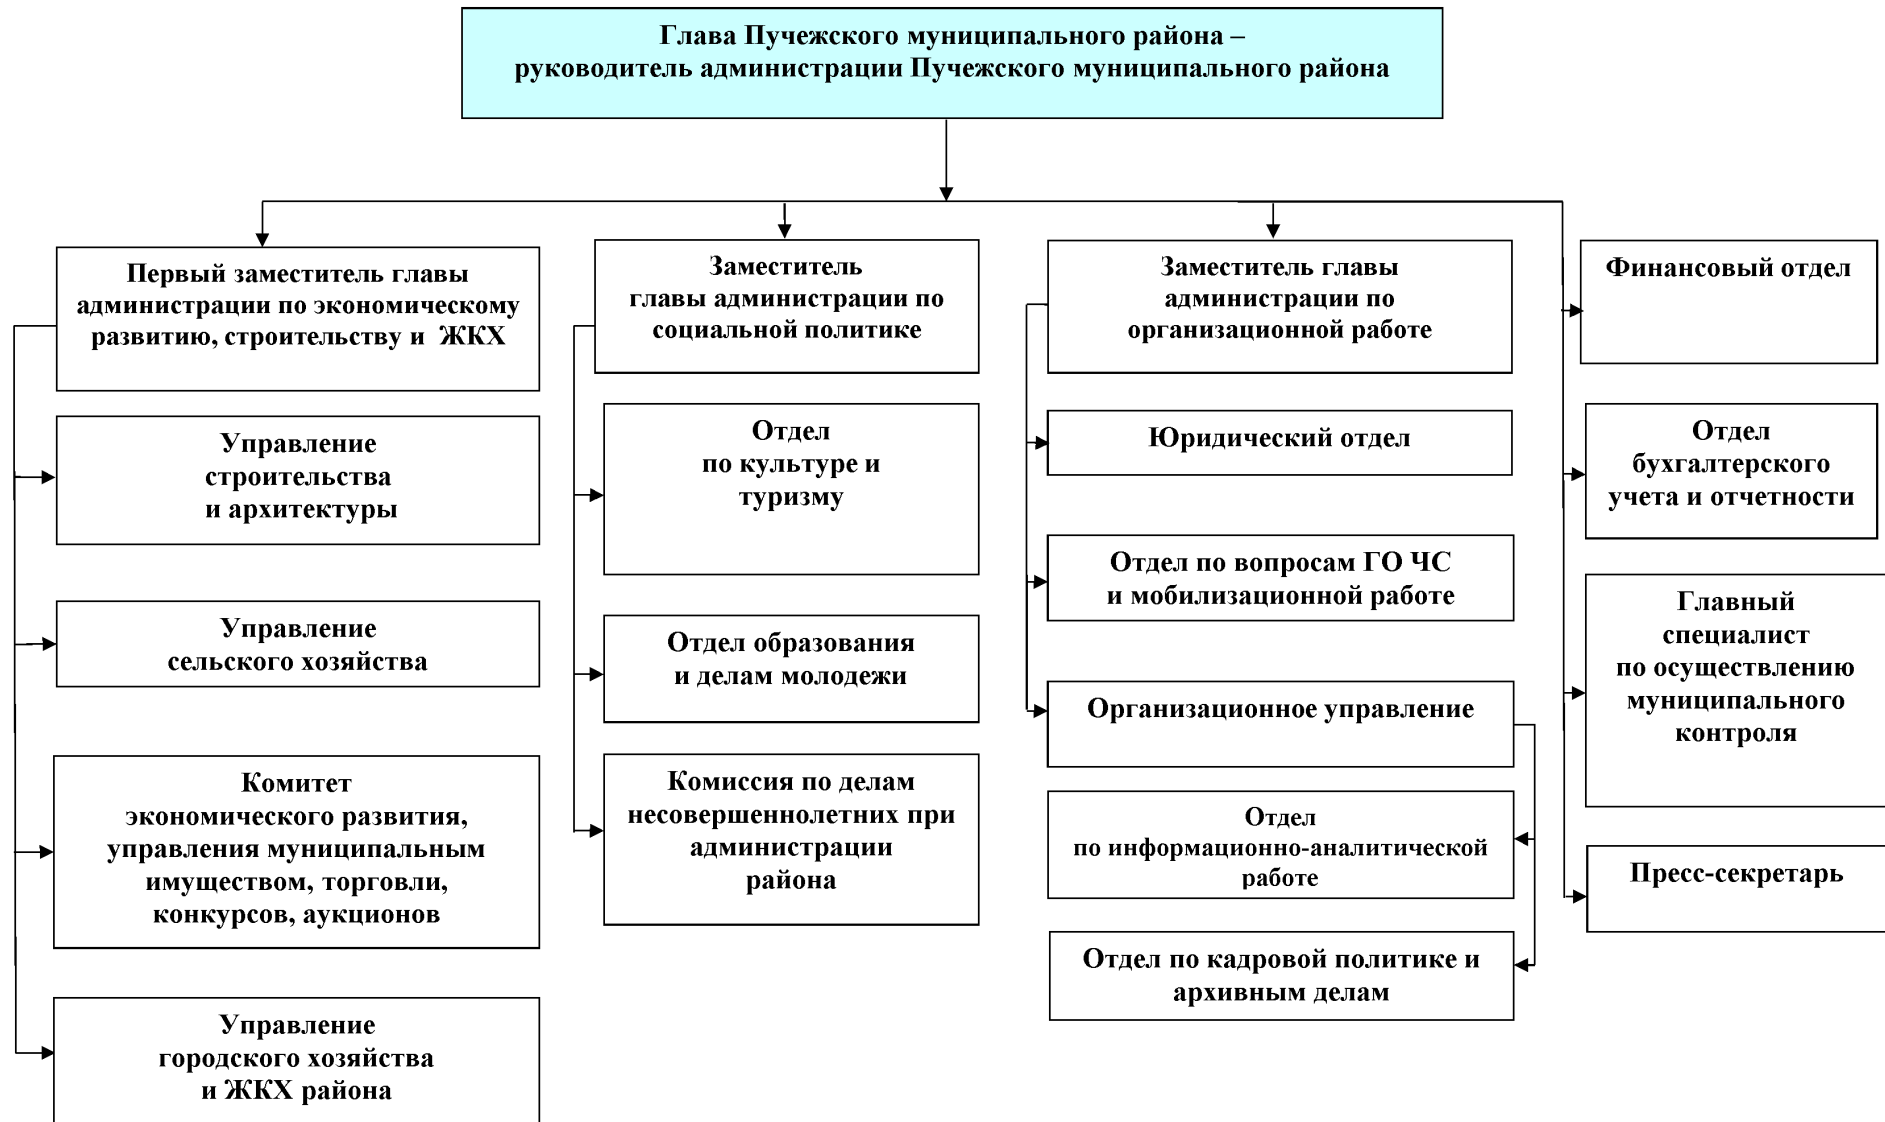 Глава Пучежского муниципального района –
руководитель администрации Пучежского муниципального района
Первый заместитель главы
администрации по экономическому
развитию, строительству и ЖКХ
Управление
строительства
и архитектуры
Управление
сельского хозяйства
Комитет
экономического развития,
управления муниципальным
имуществом, торговли,
конкурсов, аукционов
Управление
городского хозяйства
и ЖКХ района
Заместитель
главы администрации по
социальной политике
Отдел
по культуре и
туризму
Отдел образования
и делам молодежи
Комиссия по делам
несовершеннолетних при
администрации
района
Заместитель главы
администрации по
организационной работе
Юридический отдел
Отдел по вопросам ГО ЧС
и мобилизационной работе
Организационное управление
Отдел
по информационно-аналитической
работе
Отдел по кадровой политике и
архивным делам
Финансовый отдел
Отдел
бухгалтерского
учета и отчетности
Главный
специалист
по осуществлению
муниципального
контроля
Пресс-секретарь